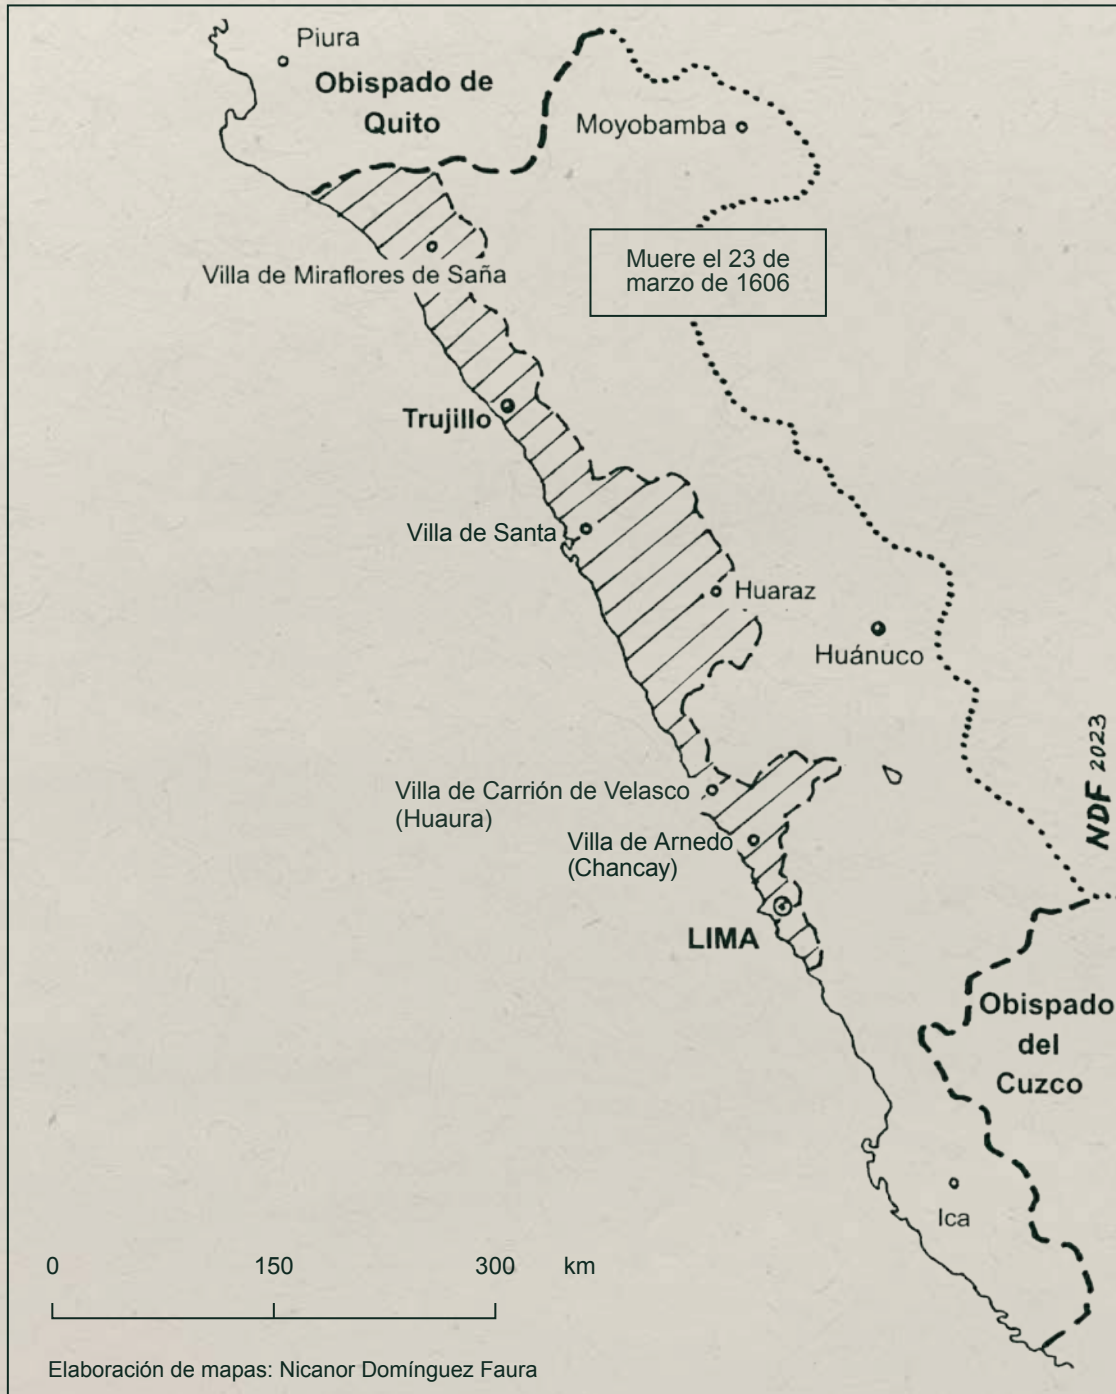 Piura
Obispado de
Quito
Moyobamba
Villa de Miraflores de Saña
Muere el 23 de
marzo de 1606
Trujillo
Villa de Santa
Huaraz
Huánuco
Villa de Carrión de Velasco
(Huaura)
Villa de Arnedo
(Chancay)
LIMA
NDF 2023
Obispado
del
Cuzco
Ica
0 150 300 km
Elaboración de mapas: Nicanor Domínguez Faura